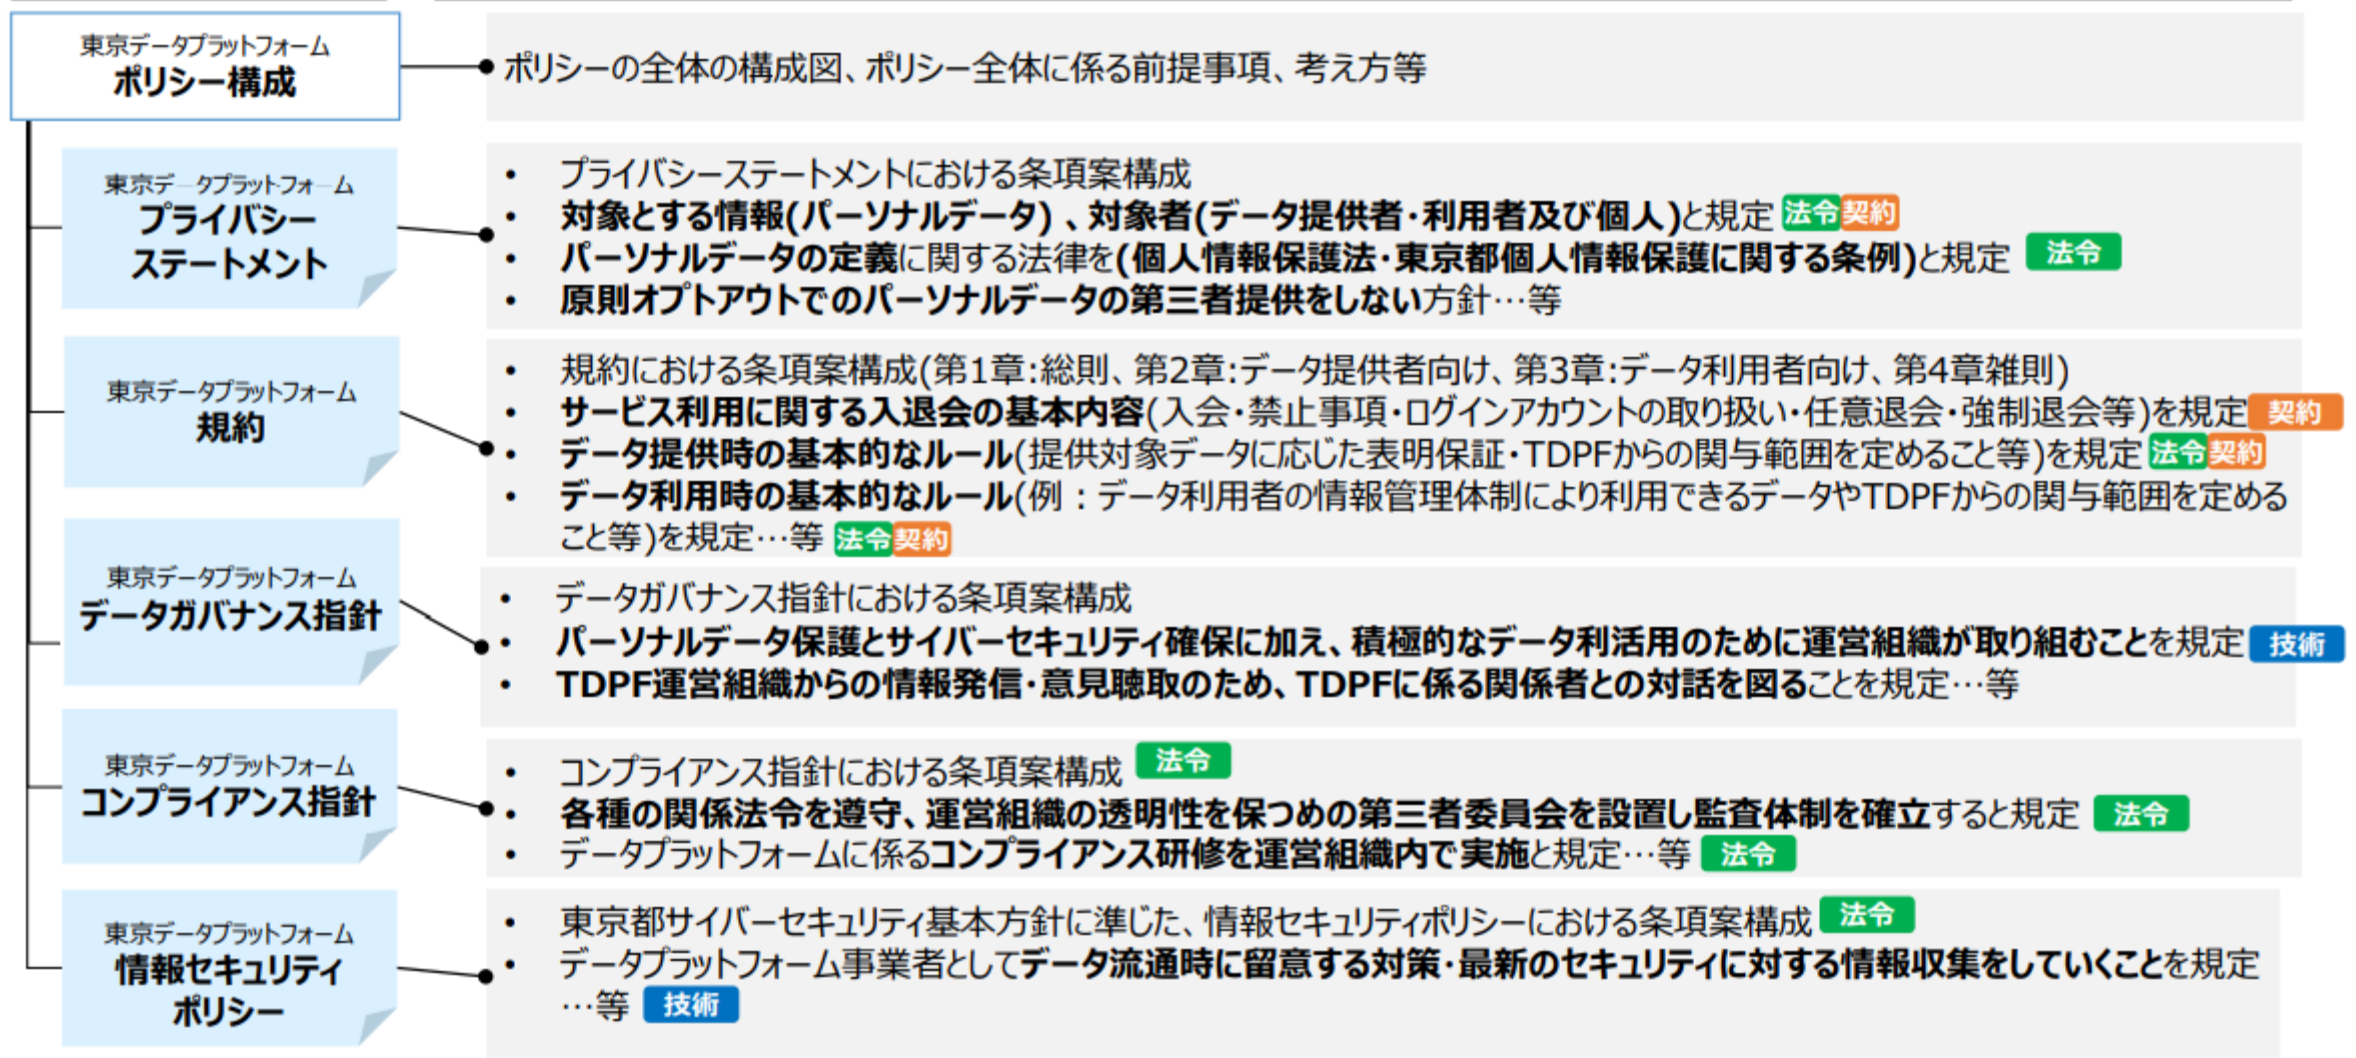 東京データプラットフォーム
ポリシー構成
ポリシーの全体の構成図、ポリシー全体に係る前提事項、考え方等
東京データプラットフォーム
プライバシー
ステートメント
• プライバシーステートメントにおける条項案構成
• 対象とする情報(パーソナルデータ)、対象者(データ提供者・利用者及び個人)と規定 法令 契約
• パーソナルデータの定義に関する法律を(個人情報保護法・東京都個人情報保護に関する条例)と規定 法令
• 原則オプトアウトでのパーソナルデータの第三者提供をしない方針…等
東京データプラットフォーム
規約
• 規約における条項案構成(第1章:総則、第2章:データ提供者向け、第3章:データ利用者向け、第4章雑則)
• サービス利用に関する入退会の基本内容(入会・禁止事項・ログインアカウントの取り扱い・任意退会・強制退会等)を規定 契約
• データ提供時の基本的なルール(提供対象データに応じた表明保証・TDPFからの関与範囲を定めること等)を規定 法令 契約
• データ利用時の基本的なルール(例：データ利用者の情報管理体制により利用できるデータやTDPFからの関与範囲を定める
こと等)を規定…等 法令 契約
東京データプラットフォーム
データガバナンス指針
• データガバナンス指針における条項案構成
• パーソナルデータ保護とサイバーセキュリティ確保に加え、積極的なデータ利活用のために運営組織が取り組むことを規定 技術
• TDPF運営組織からの情報発信・意見聴取のため、TDPFに係る関係者との対話を図ることを規定…等
東京データプラットフォーム
コンプライアンス指針
• コンプライアンス指針における条項案構成 法令
• 各種の関係法令を遵守、運営組織の透明性を保つめの第三者委員会を設置し監査体制を確立すると規定 法令
• データプラットフォームに係るコンプライアンス研修を運営組織内で実施と規定…等 法令
東京データプラットフォーム
情報セキュリティ
ポリシー
• 東京都サイバーセキュリティ基本方針に準じた、情報セキュリティポリシーにおける条項案構成 法令
• データプラットフォーム事業者としてデータ流通時に留意する対策・最新のセキュリティに対する情報収集をしていくことを規定
…等 技術